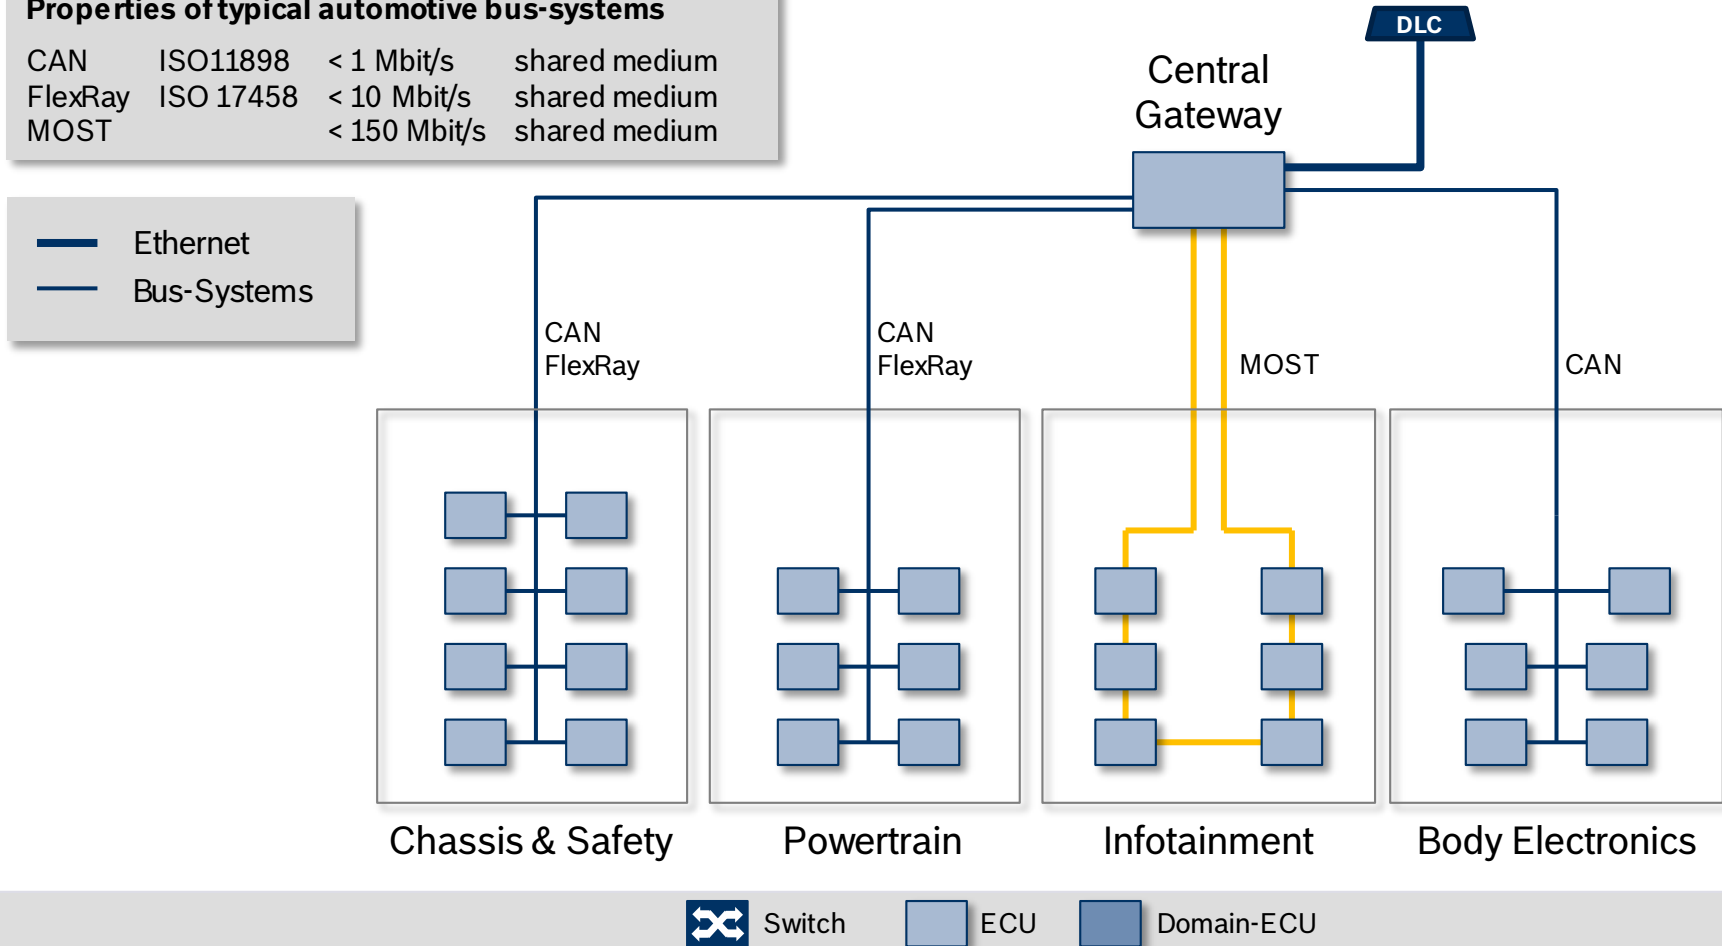 Properties of typical automotive bus-systems
CAN ISO11898 < 1 Mbit/s shared medium
FlexRay ISO 17458 < 10 Mbit/s shared medium
MOST < 150 Mbit/s shared medium
DLC
Central
Gateway
Ethernet
Bus-Systems
CAN
FlexRay
CAN
FlexRay
MOST
CAN
Chassis & Safety
Powertrain
Infotainment
Body Electronics
Switch
ECU
Domain-ECU